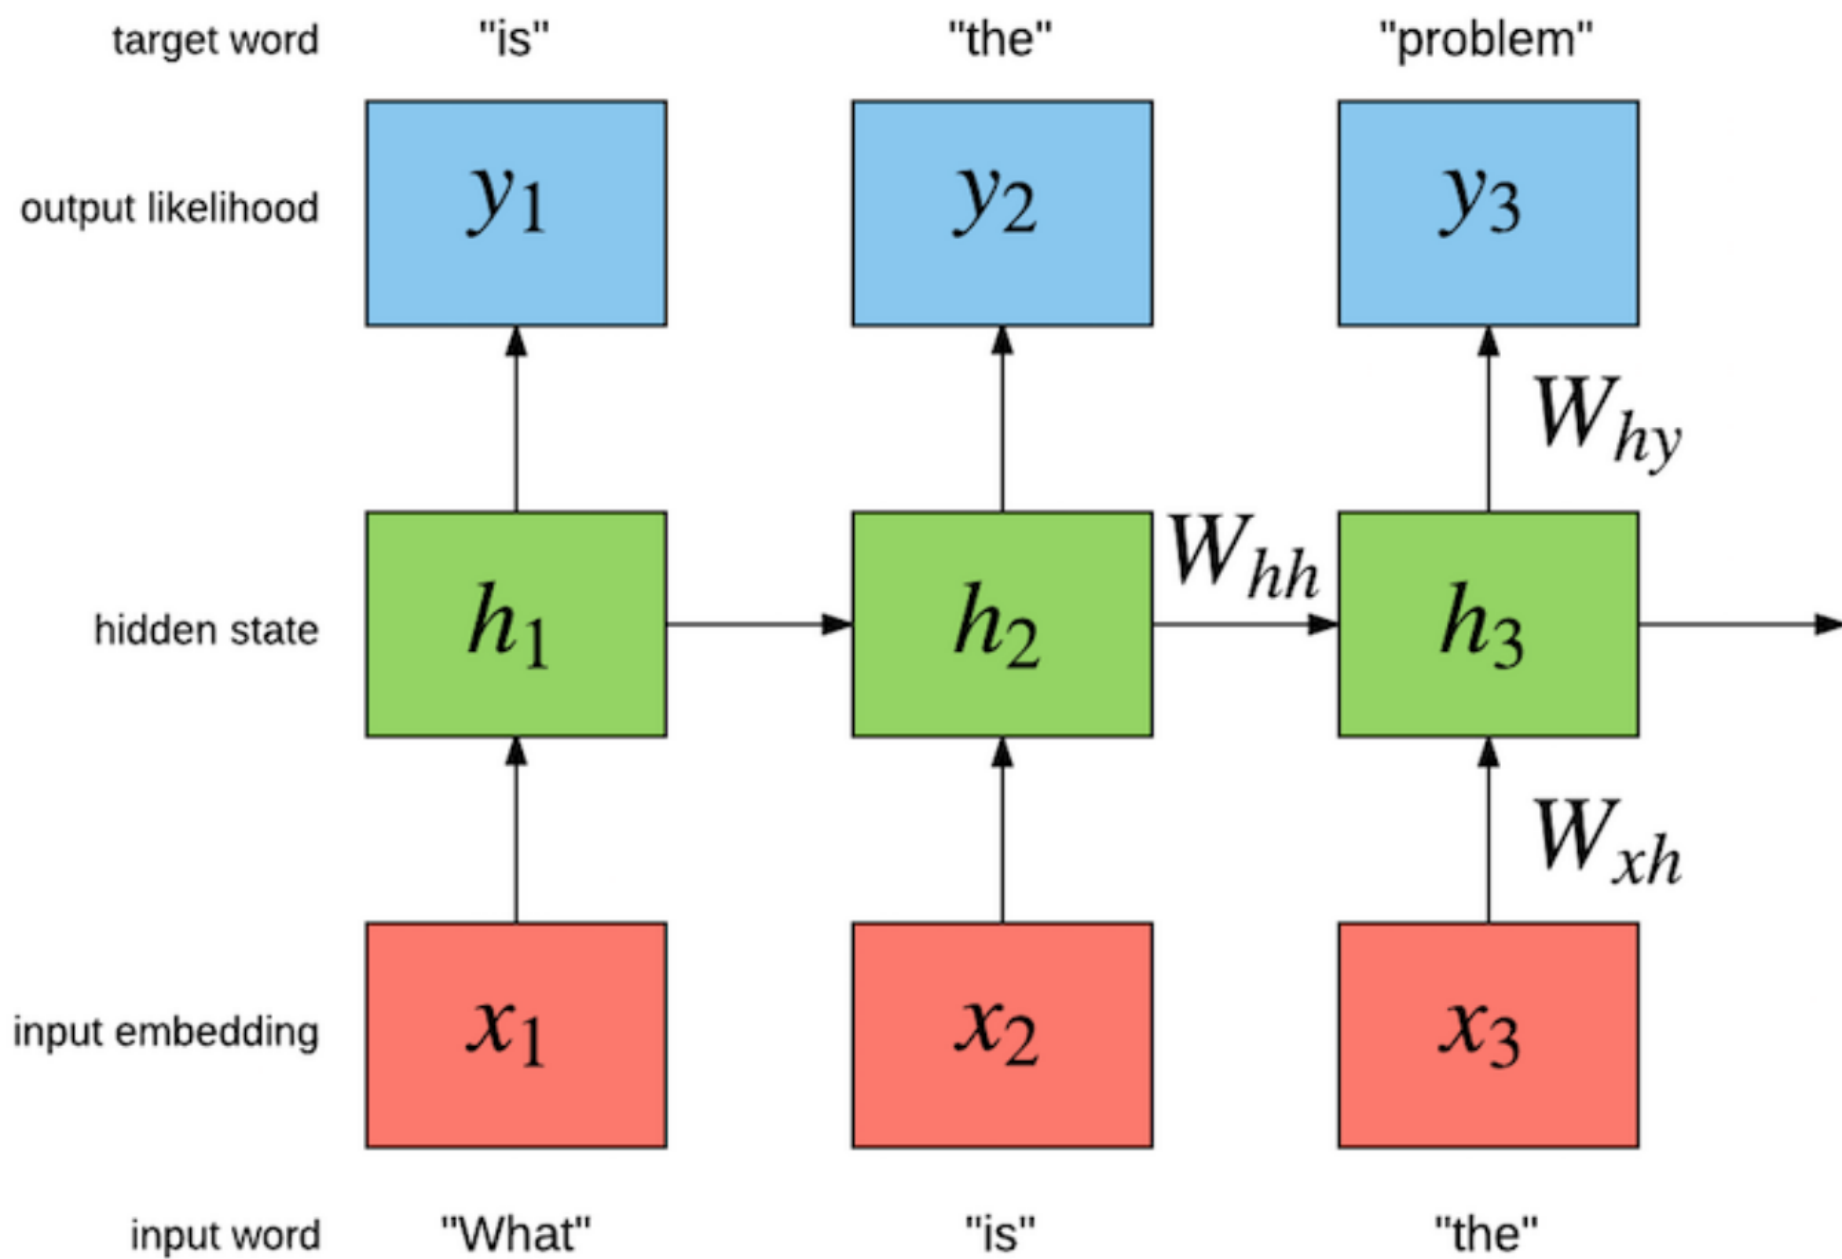 target word "is" "the" "problem"
output likelihood y1 y2 y3
Why
Whh
hidden state h1 h2 h3
Wxh
input embedding x1 x2 x3
input word "What" "is" "the"